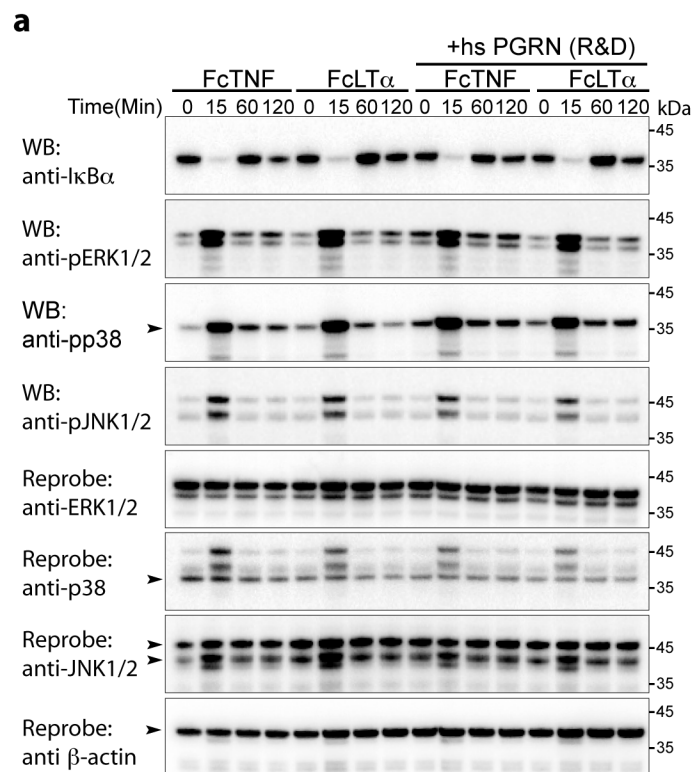 a
+hs PGRN (R&D)
FcTNF FcLTα FcTNF FcLTα
Time(Min) 0 15 60 120 0 15 60 120 0 15 60 120 0 15 60 120 kDa
WB:
anti-IκBα
-45
-35
WB:
anti-pERK1/2
-45
-35
WB:
anti-pp38
-45
-35
WB:
anti-pJNK1/2
-45
-35
Reprobe:
anti-ERK1/2
-45
-35
Reprobe:
anti-p38
-45
-35
Reprobe:
anti-JNK1/2
-45
-35
Reprobe:
anti β-actin
-45
-35